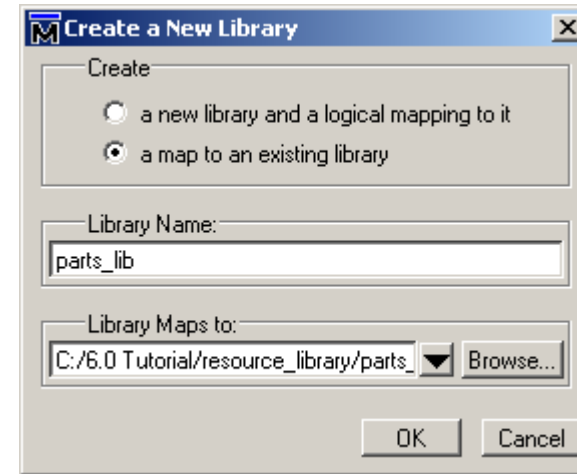 Create a New Library
Create
a new library and a logical mapping to it
a map to an existing library
Library Name:
parts_lib
Library Maps to:
C:/6.0 Tutorial/resource_library/parts_
Browse...
OK
Cancel